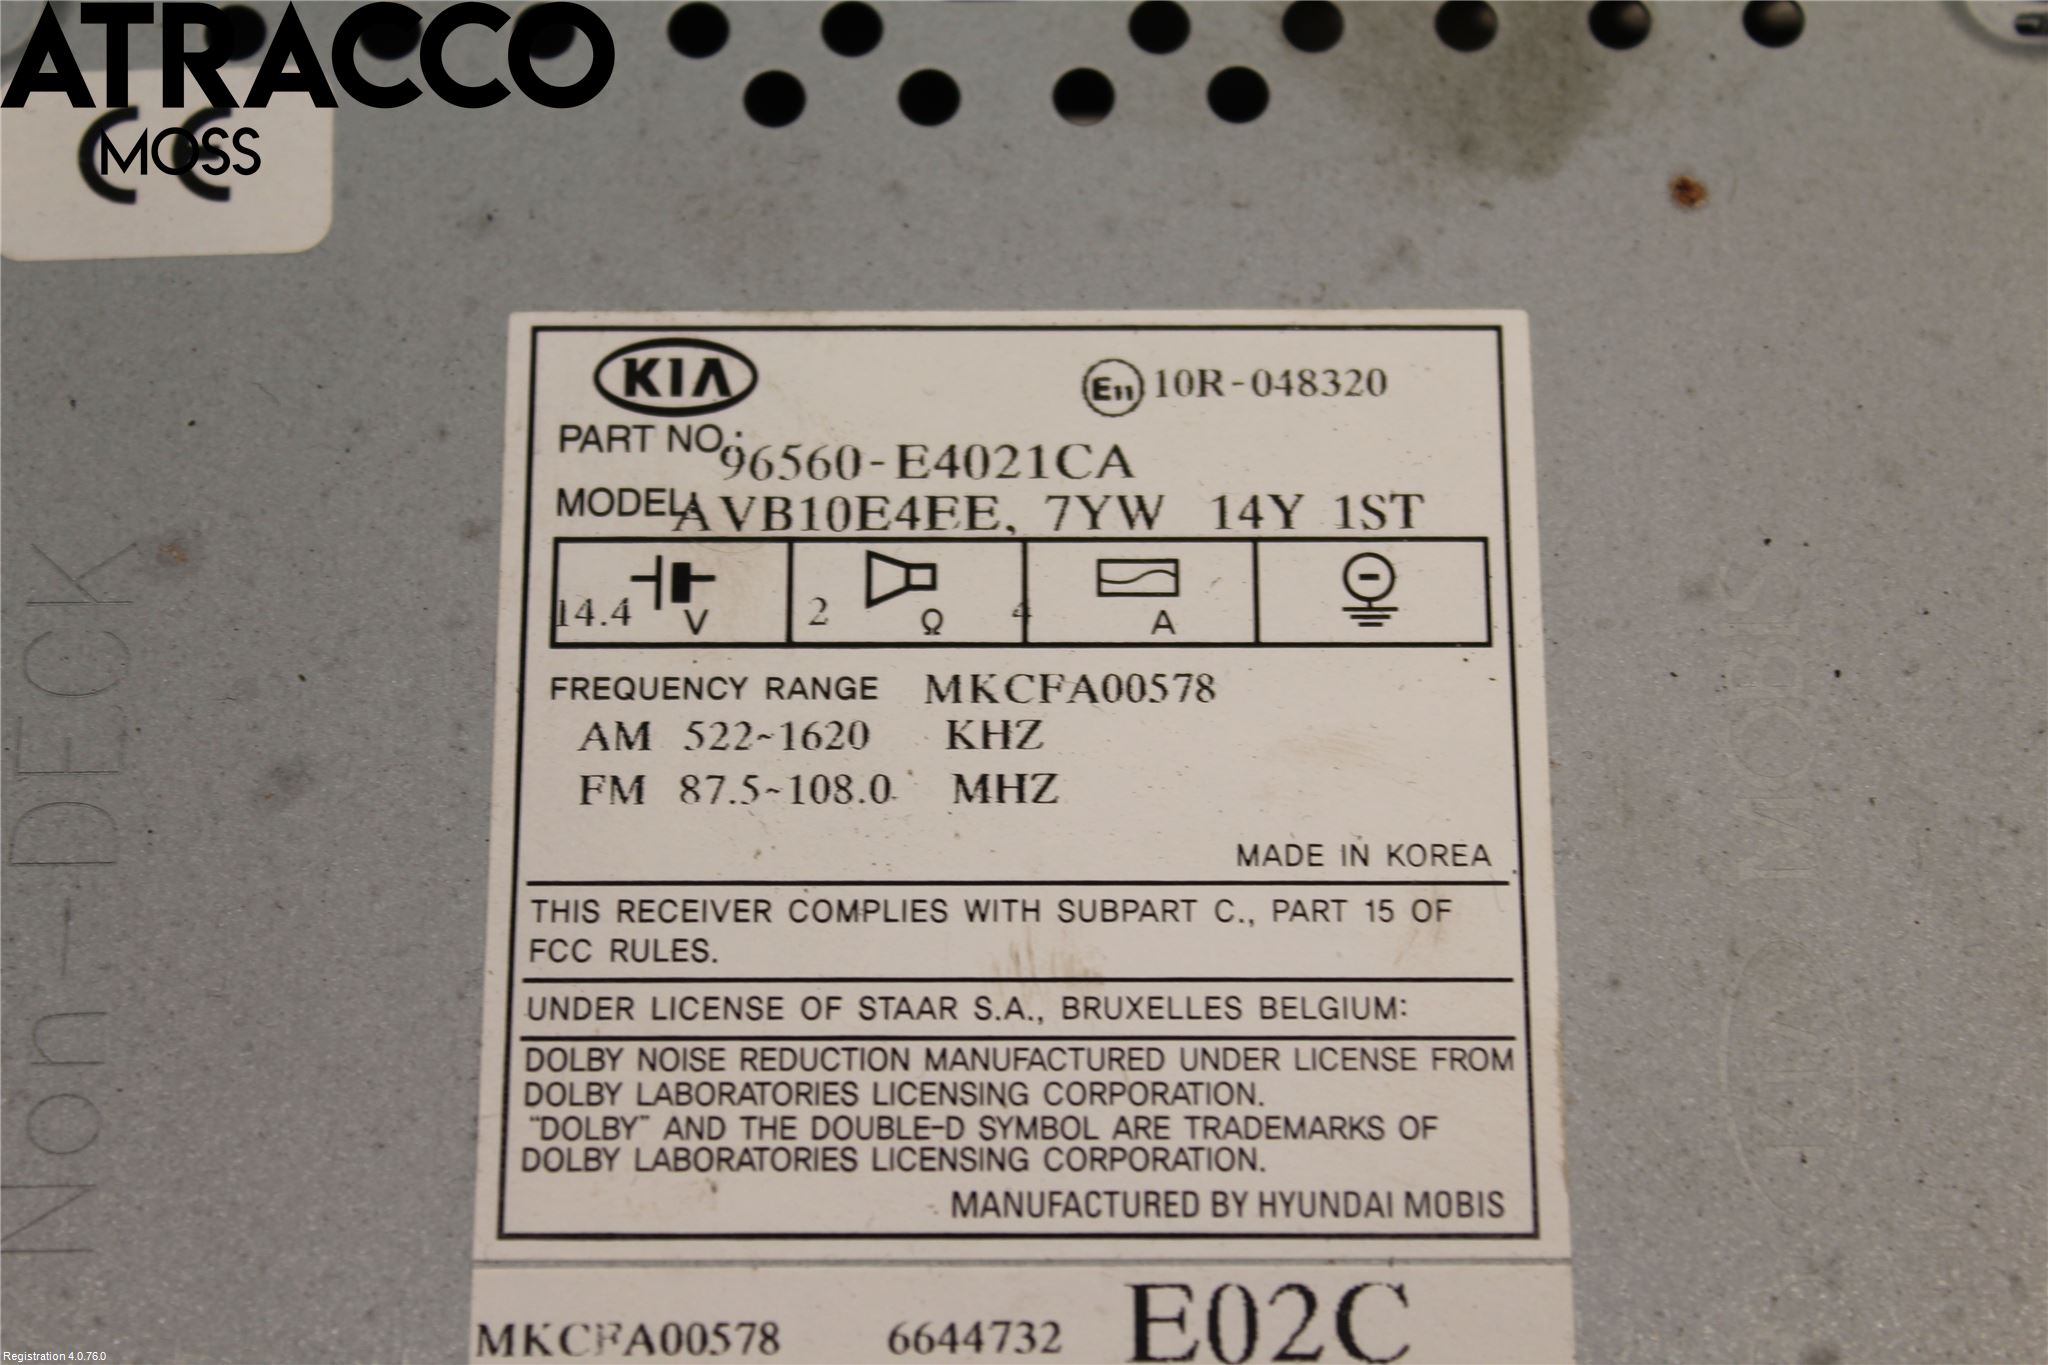 ATRACCO
MOSS
CE
KIA
E11 10R-048320
PART NO.: 96560-E4021CA
MODEL: AVB10E4EE, 7YW 14Y 1ST
14.4 V 2 Ω 4 A
FREQUENCY RANGE MKCFA00578
AM 522~1620 KHZ
FM 87.5~108.0 MHZ
MADE IN KOREA
THIS RECEIVER COMPLIES WITH SUBPART C., PART 15 OF
FCC RULES.
UNDER LICENSE OF STAAR S.A., BRUXELLES BELGIUM:
DOLBY NOISE REDUCTION MANUFACTURED UNDER LICENSE FROM
DOLBY LABORATORIES LICENSING CORPORATION.
"DOLBY" AND THE DOUBLE-D SYMBOL ARE TRADEMARKS OF
DOLBY LABORATORIES LICENSING CORPORATION.
MANUFACTURED BY HYUNDAI MOBIS
MKCFA00578 6644732 E02C
Non-DECK
MOBIS
Registration 4.0.76.0